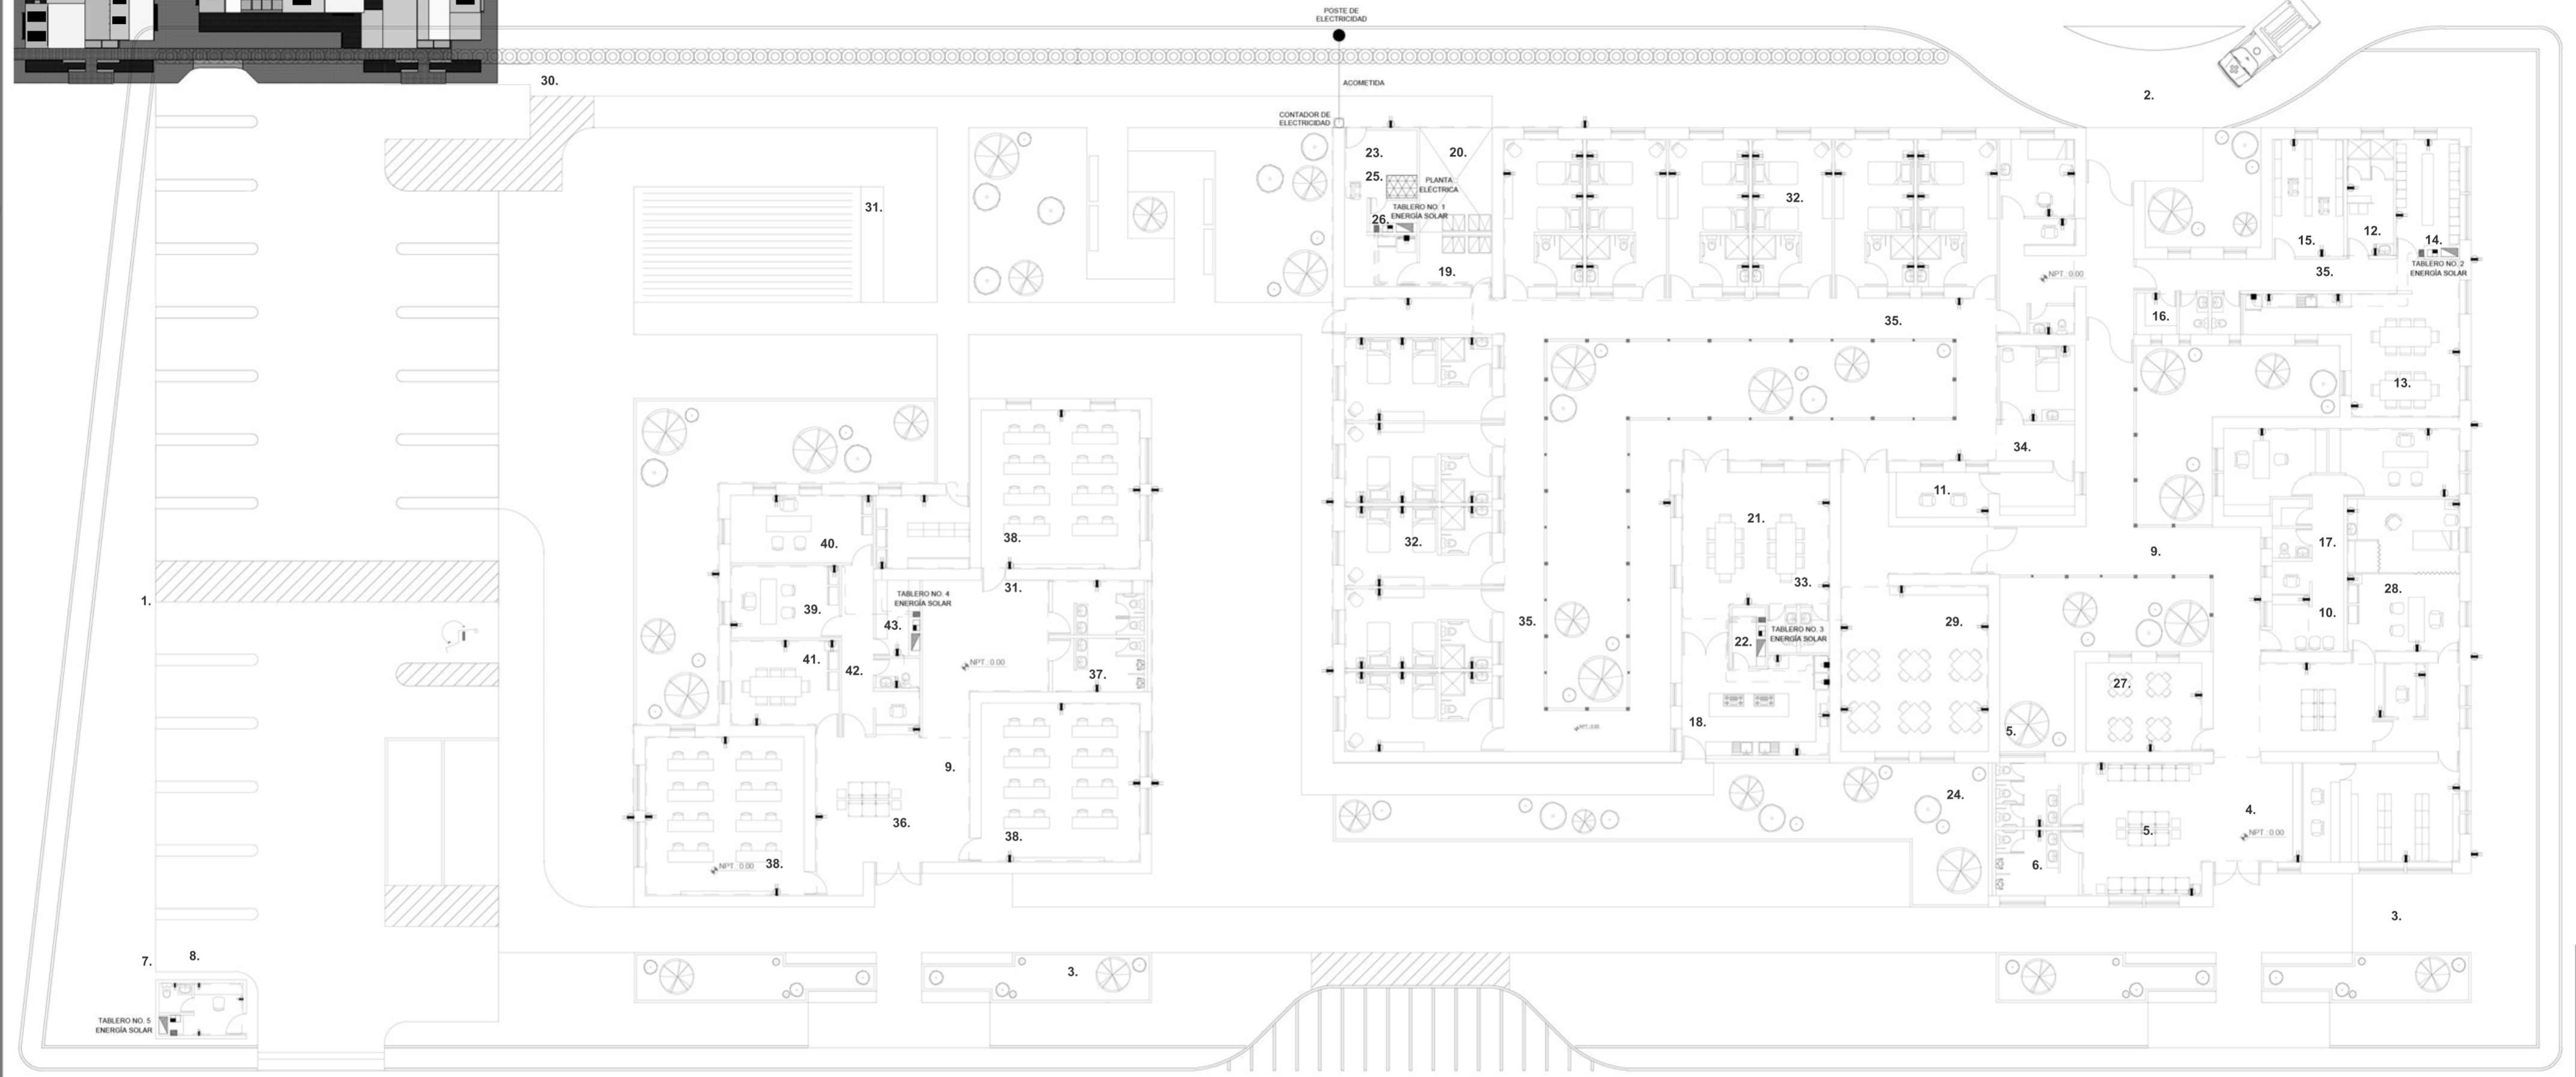 POSTE DE
ELECTRICIDAD
30.
ACOMETIDA
2.
CONTADOR DE
ELECTRICIDAD
23.
20.
25.
PLANTA
ELÉCTRICA
32.
31.
TABLERO NO. 1
ENERGÍA SOLAR
26.
15.
12.
14.
TABLERO NO. 2
ENERGÍA SOLAR
19.
NPT.: 0.00
35.
16.
35.
13.
34.
11.
21.
38.
32.
40.
17.
9.
31.
33.
28.
TABLERO NO. 4
ENERGÍA SOLAR
1.
39.
10.
43.
35.
29.
TABLERO NO. 3
ENERGÍA SOLAR
22.
41.
NPT.: 0.00
42.
37.
27.
18.
NPT.: 0.00
5.
9.
24.
36.
4.
5.
38.
NPT.: 0.00
NPT.: 0.00
38.
6.
3.
8.
7.
3.
TABLERO NO. 5
ENERGÍA SOLAR